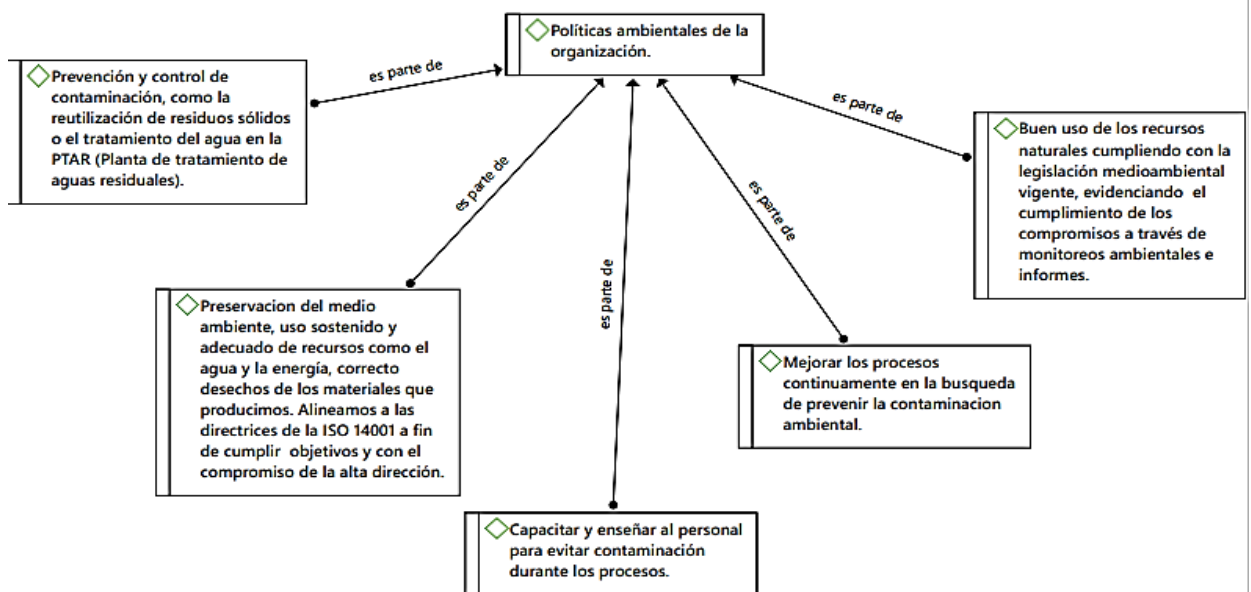 Políticas ambientales de la
organización.
es parte de
Prevención y control de
contaminación, como la
reutilización de residuos sólidos
o el tratamiento del agua en la
PTAR (Planta de tratamiento de
aguas residuales).
es parte de
Buen uso de los recursos
naturales cumpliendo con la
legislación medioambiental
vigente, evidenciando el
cumplimiento de los
compromisos a través de
monitoreos ambientales e
informes.
es parte de
es parte de
es parte de
Preservacion del medio
ambiente, uso sostenido y
adecuado de recursos como el
agua y la energía, correcto
desechos de los materiales que
producimos. Alineamos a las
directrices de la ISO 14001 a fin
de cumplir objetivos y con el
compromiso de la alta dirección.
Mejorar los procesos
continuamente en la busqueda
de prevenir la contaminacion
ambiental.
Capacitar y enseñar al personal
para evitar contaminación
durante los procesos.